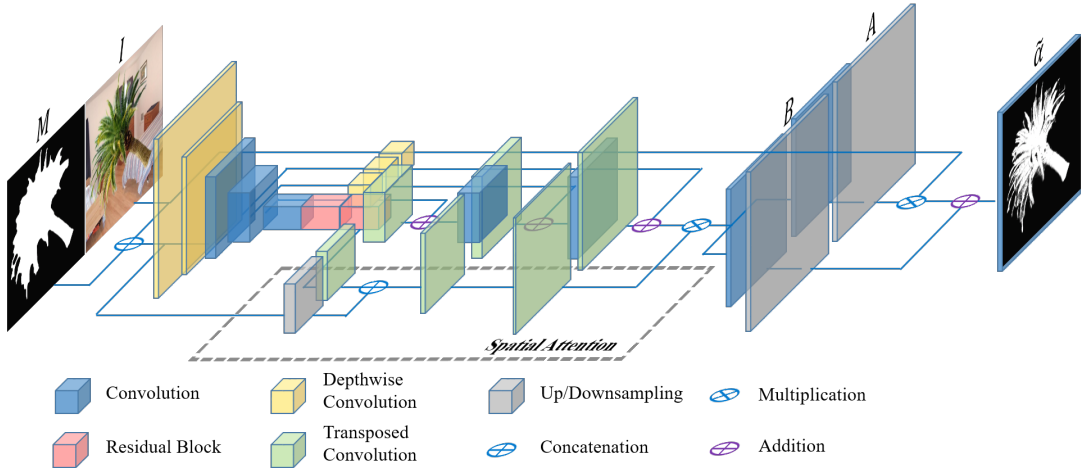 M
I
B
A
α̃
Spatial Attention
Convolution
Depthwise
Convolution
Up/Downsampling
Multiplication
Residual Block
Transposed
Convolution
Concatenation
Addition